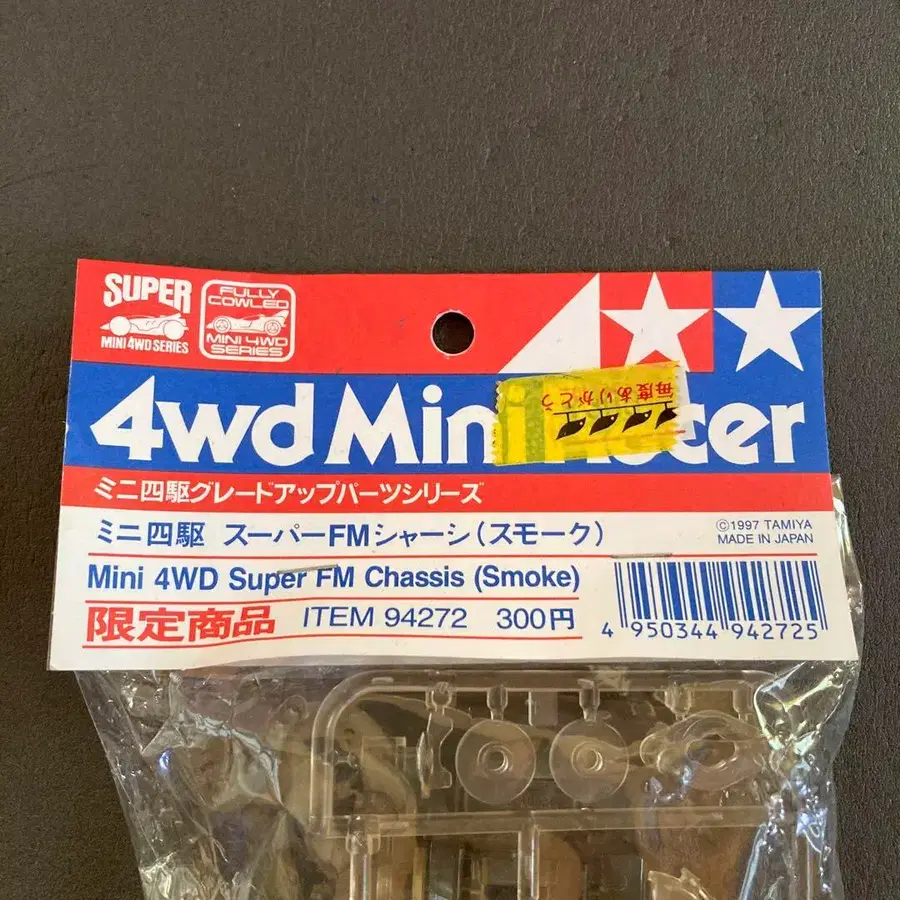 SUPER
MINI 4WD SERIES
FULLY
COWLED
MINI 4WD
SERIES
4wd Min
cer
毎度ありがとう
ミニ四駆グレードアップパーツシリーズ
ミニ四駆 スーパーFMシャーシ(スモーク)
©1997 TAMIYA
MADE IN JAPAN
Mini 4WD Super FM Chassis (Smoke)
限定商品 ITEM 94272 300円
4 950344 942725